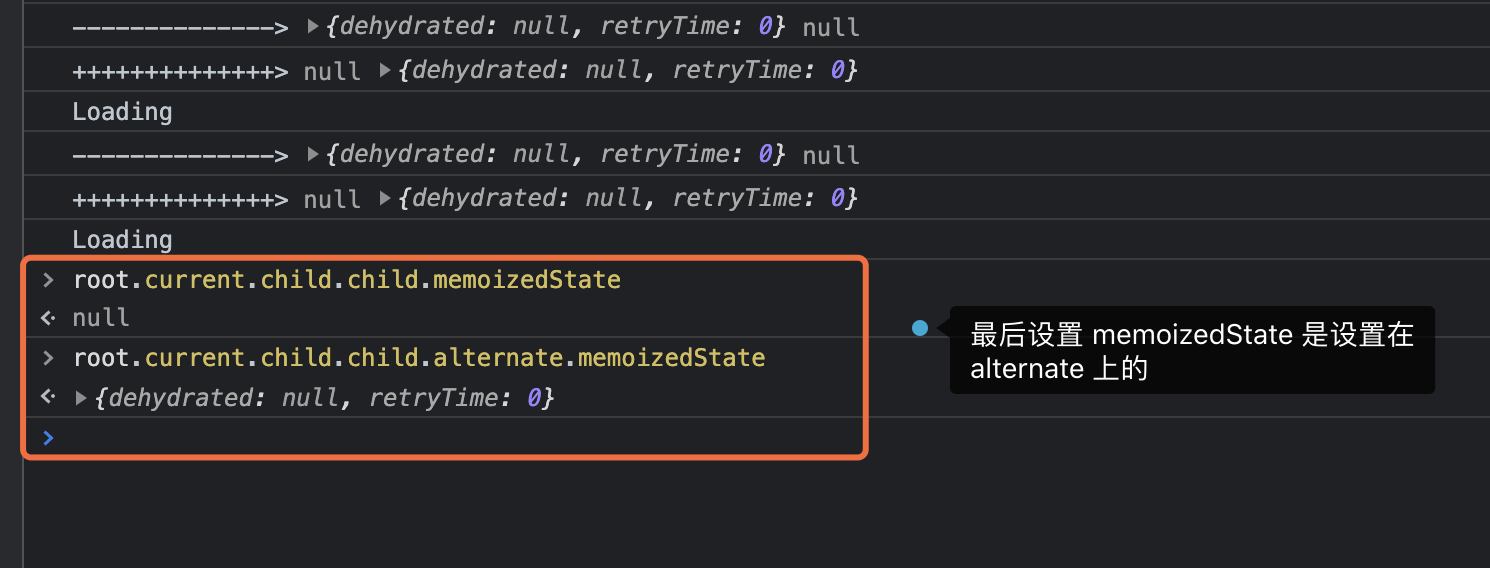 --------------> ▶{dehydrated: null, retryTime: 0} null
++++++++++++++> null ▶{dehydrated: null, retryTime: 0}
Loading
--------------> ▶{dehydrated: null, retryTime: 0} null
++++++++++++++> null ▶{dehydrated: null, retryTime: 0}
Loading
> root.current.child.child.memoizedState
null
> root.current.child.child.alternate.memoizedState
▶{dehydrated: null, retryTime: 0}
>
最后设置 memoizedState 是设置在
alternate 上的